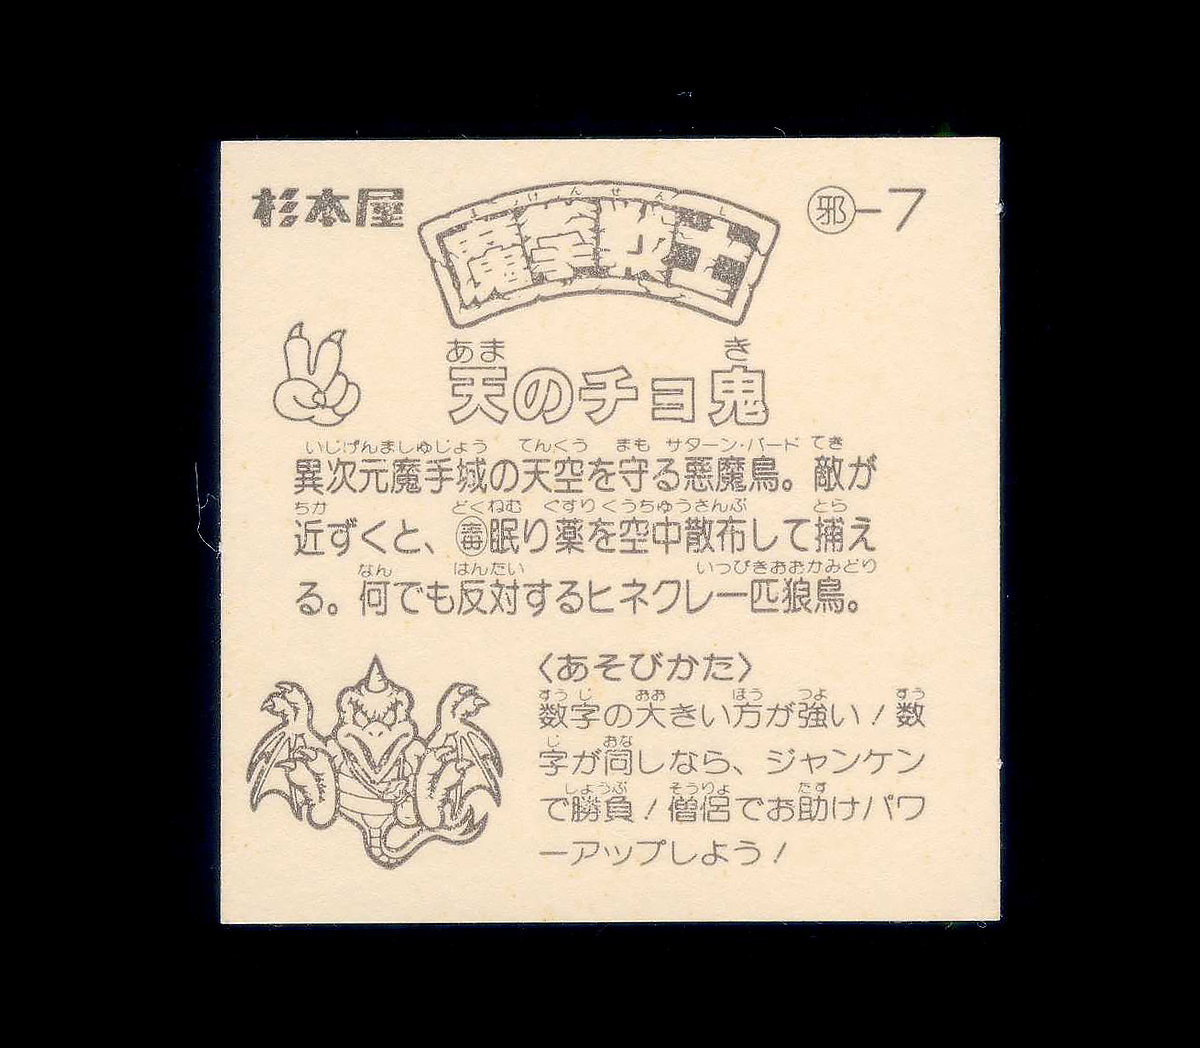 杉本屋
まけんせんし
魔拳戦士
邪-7
あま き
天のチョ鬼
いじげんましゅじょう てんくう まも サターン・バード てき
異次元魔手城の天空を守る悪魔鳥。敵が
ちか どくねむ ぐすり くうちゅうさんぷ とら
近ずくと、毒眠り薬を空中散布して捕え
なん はんたい いっぴきおおかみどり
る。何でも反対するヒネクレ一匹狼鳥。
〈あそびかた〉
すう じ おお ほう つよ すう
数字の大きい方が強い!数
じ おな
字が同しなら、ジャンケン
しょうぶ そうりょ たす
で勝負!僧侶でお助けパワ
ーアップしよう!